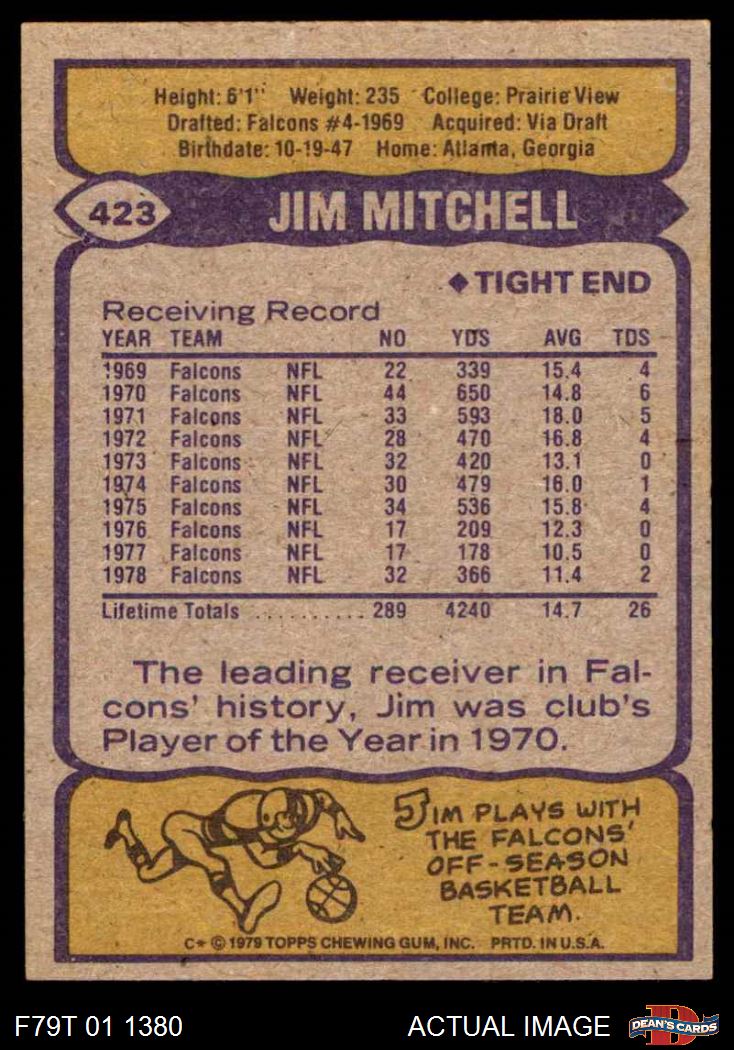 Height: 6'1" Weight: 235 College: Prairie View
Drafted: Falcons #4-1969 Acquired: Via Draft
Birthdate: 10-19-47 Home: Atlanta, Georgia
423 JIM MITCHELL
◆TIGHT END
Receiving Record
YEAR TEAM NO YDS AVG TDS
1969 Falcons NFL 22 339 15.4 4
1970 Falcons NFL 44 650 14.8 6
1971 Falcons NFL 33 593 18.0 5
1972 Falcons NFL 28 470 16.8 4
1973 Falcons NFL 32 420 13.1 0
1974 Falcons NFL 30 479 16.0 1
1975 Falcons NFL 34 536 15.8 4
1976 Falcons NFL 17 209 12.3 0
1977 Falcons NFL 17 178 10.5 0
1978 Falcons NFL 32 366 11.4 2
Lifetime Totals ........... 289 4240 14.7 26
The leading receiver in Fal-
cons' history, Jim was club's
Player of the Year in 1970.
JIM PLAYS WITH
THE FALCONS'
OFF-SEASON
BASKETBALL
TEAM.
C* © 1979 TOPPS CHEWING GUM, INC. PRTD. IN U.S.A.
F79T 01 1380 ACTUAL IMAGE D DEAN'S CARDS